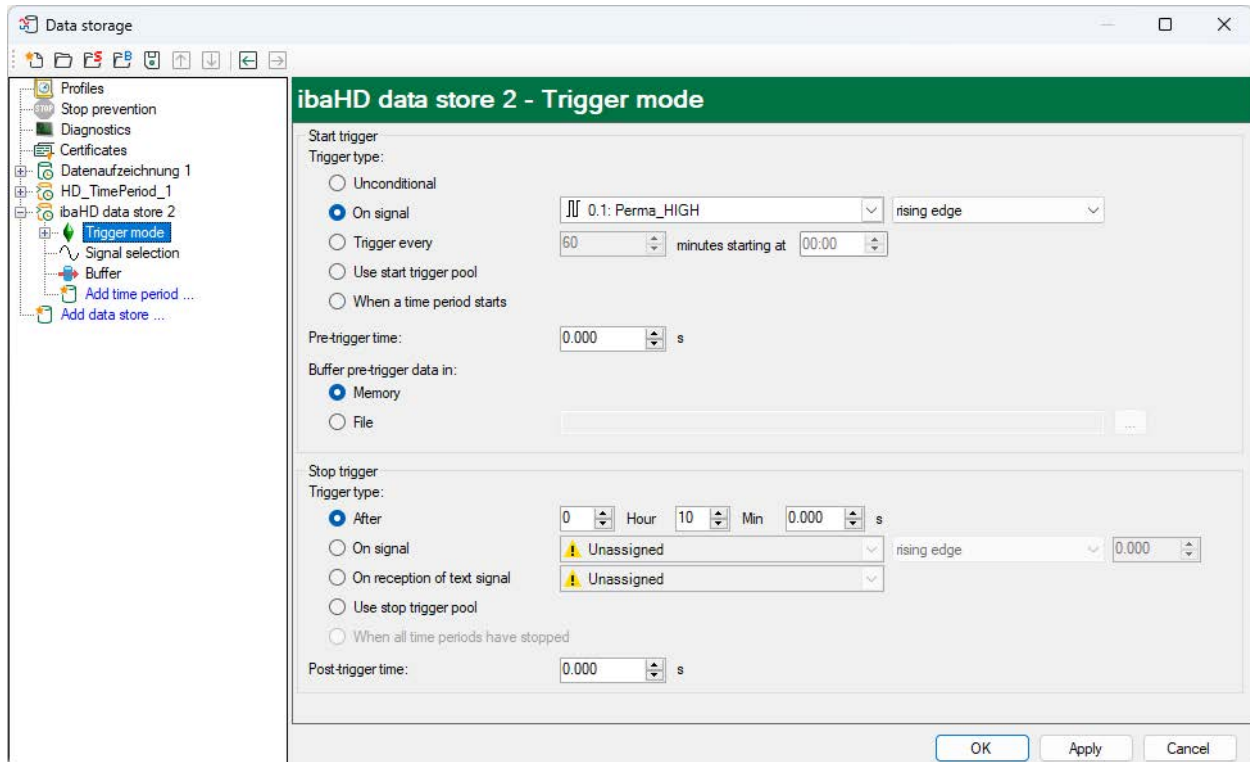 Data storage
Profiles
STOP Stop prevention
Diagnostics
Certificates
Datenaufzeichnung 1
HD_TimePeriod_1
ibaHD data store 2
Trigger mode
Signal selection
Buffer
Add time period ...
Add data store ...
ibaHD data store 2 - Trigger mode
Start trigger
Trigger type:
Unconditional
On signal 0.1: Perma_HIGH rising edge
Trigger every 60 minutes starting at 00:00
Use start trigger pool
When a time period starts
Pre-trigger time: 0.000 s
Buffer pre-trigger data in:
Memory
File ...
Stop trigger
Trigger type:
After 0 Hour 10 Min 0.000 s
On signal Unassigned rising edge 0.000
On reception of text signal Unassigned
Use stop trigger pool
When all time periods have stopped
Post-trigger time: 0.000 s
OK Apply Cancel